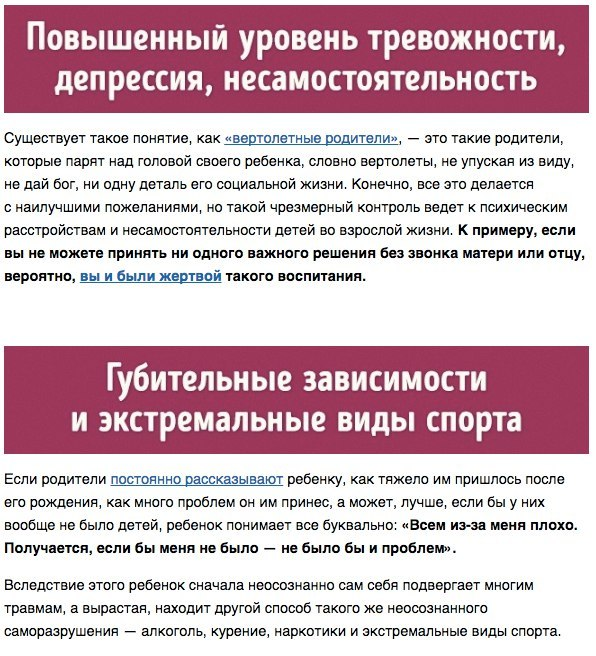 Повышенный уровень тревожности,
депрессия, несамостоятельность
Существует такое понятие, как «вертолетные родители», — это такие родители,
которые парят над головой своего ребенка, словно вертолеты, не упуская из виду,
не дай бог, ни одну деталь его социальной жизни. Конечно, все это делается
с наилучшими пожеланиями, но такой чрезмерный контроль ведет к психическим
расстройствам и несамостоятельности детей во взрослой жизни. К примеру, если
вы не можете принять ни одного важного решения без звонка матери или отцу,
вероятно, вы и были жертвой такого воспитания.
Губительные зависимости
и экстремальные виды спорта
Если родители постоянно рассказывают ребенку, как тяжело им пришлось после
его рождения, как много проблем он им принес, а может, лучше, если бы у них
вообще не было детей, ребенок понимает все буквально: «Всем из-за меня плохо.
Получается, если бы меня не было — не было бы и проблем».
Вследствие этого ребенок сначала неосознанно сам себя подвергает многим
травмам, а вырастая, находит другой способ такого же неосознанного
саморазрушения — алкоголь, курение, наркотики и экстремальные виды спорта.